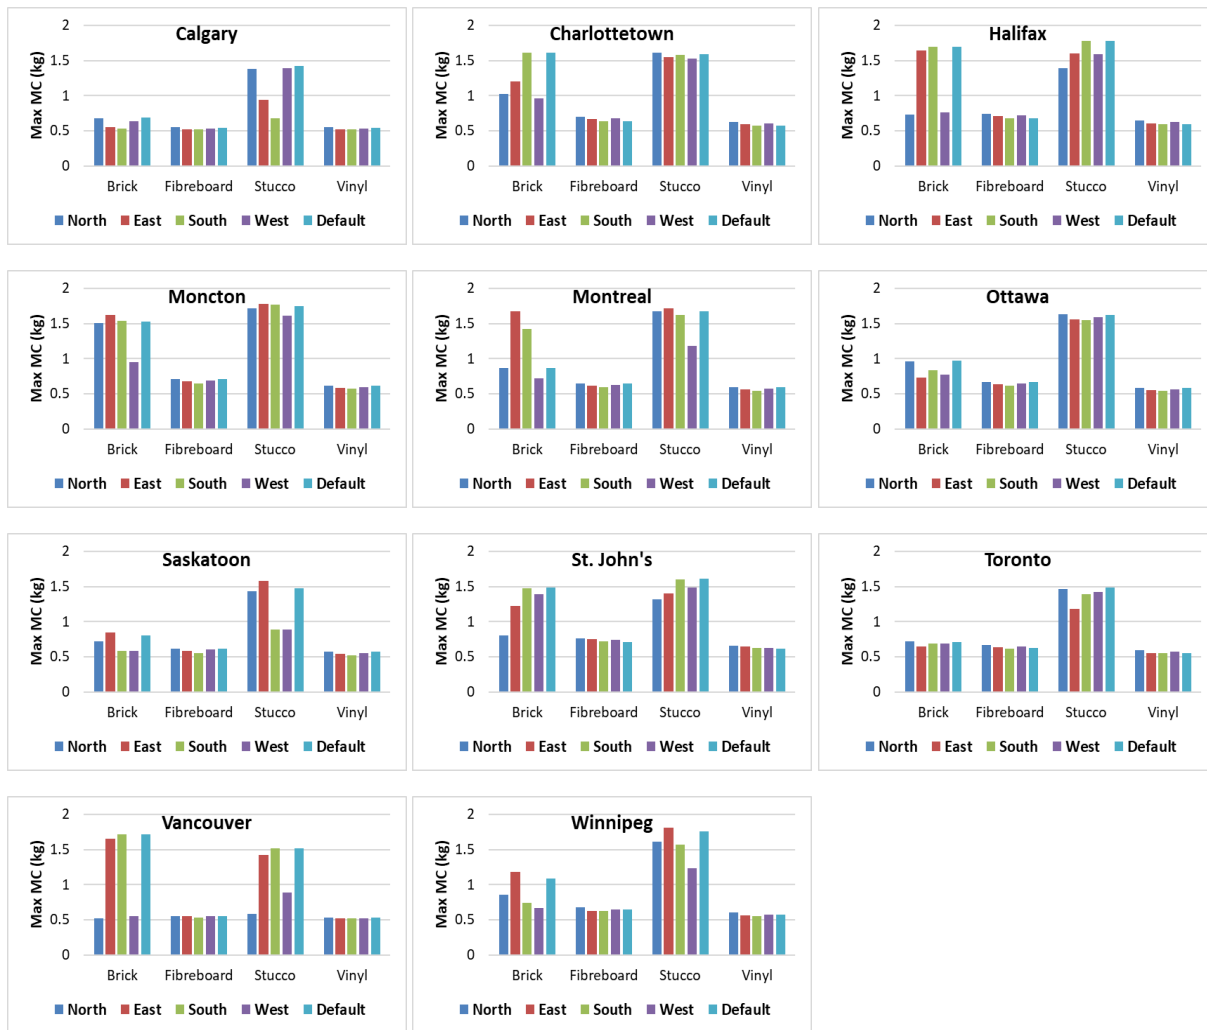 Calgary
Max MC (kg)
2
1.5
1
0.5
0
Brick Fibreboard Stucco Vinyl
North East South West Default
Charlottetown
Max MC (kg)
2
1.5
1
0.5
0
Brick Fibreboard Stucco Vinyl
North East South West Default
Halifax
Max MC (kg)
2
1.5
1
0.5
0
Brick Fibreboard Stucco Vinyl
North East South West Default
Moncton
Max MC (kg)
2
1.5
1
0.5
0
Brick Fibreboard Stucco Vinyl
North East South West Default
Montreal
Max MC (kg)
2
1.5
1
0.5
0
Brick Fibreboard Stucco Vinyl
North East South West Default
Ottawa
Max MC (kg)
2
1.5
1
0.5
0
Brick Fibreboard Stucco Vinyl
North East South West Default
Saskatoon
Max MC (kg)
2
1.5
1
0.5
0
Brick Fibreboard Stucco Vinyl
North East South West Default
St. John's
Max MC (kg)
2
1.5
1
0.5
0
Brick Fibreboard Stucco Vinyl
North East South West Default
Toronto
Max MC (kg)
2
1.5
1
0.5
0
Brick Fibreboard Stucco Vinyl
North East South West Default
Vancouver
Max MC (kg)
2
1.5
1
0.5
0
Brick Fibreboard Stucco Vinyl
North East South West Default
Winnipeg
Max MC (kg)
2
1.5
1
0.5
0
Brick Fibreboard Stucco Vinyl
North East South West Default